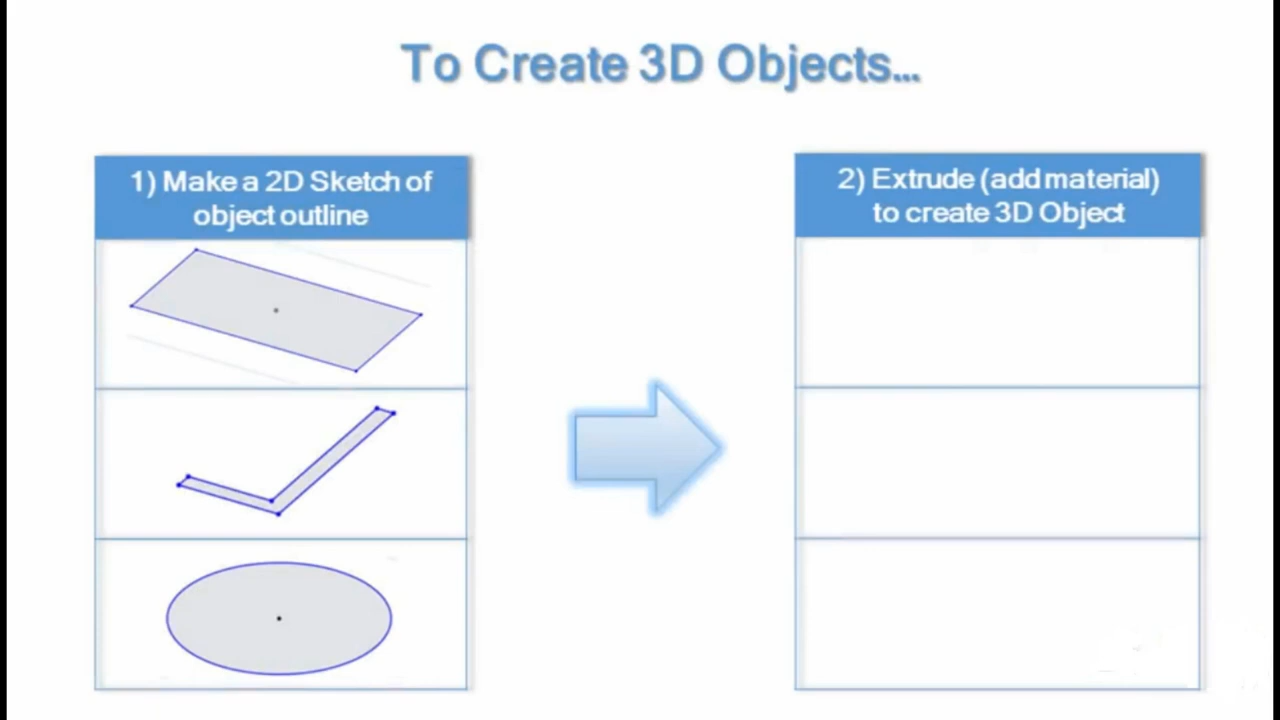 To Create 3D Objects...
1) Make a 2D Sketch of
object outline
2) Extrude (add material)
to create 3D Object